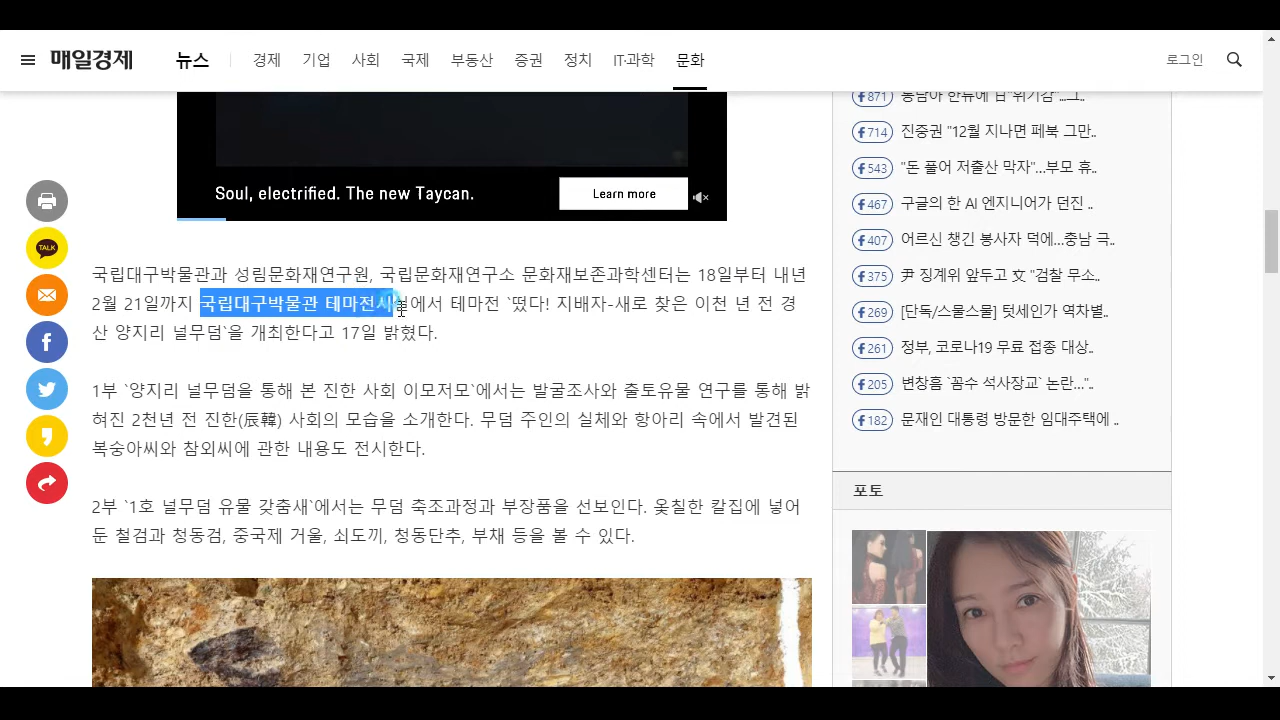 매일경제
뉴스
경제
기업
사회
국제
부동산
증권
정치
IT·과학
문화
로그인
Soul, electrified. The new Taycan.
Learn more
TALK
국립대구박물관과 성림문화재연구원, 국립문화재연구소 문화재보존과학센터는 18일부터 내년
2월 21일까지 국립대구박물관 테마전시실에서 테마전 `떴다! 지배자-새로 찾은 이천 년 전 경
산 양지리 널무덤`을 개최한다고 17일 밝혔다.
1부 `양지리 널무덤을 통해 본 진한 사회 이모저모`에서는 발굴조사와 출토유물 연구를 통해 밝
혀진 2천년 전 진한(辰韓) 사회의 모습을 소개한다. 무덤 주인의 실체와 항아리 속에서 발견된
복숭아씨와 참외씨에 관한 내용도 전시한다.
2부 `1호 널무덤 유물 갖춤새`에서는 무덤 축조과정과 부장품을 선보인다. 옻칠한 칼집에 넣어
둔 철검과 청동검, 중국제 거울, 쇠도끼, 청동단추, 부채 등을 볼 수 있다.
871 동남아 한류에 日"위기감"...그..
714 진중권 "12월 지나면 페북 그만..
543 "돈 풀어 저출산 막자"...부모 휴..
467 구글의 한 AI 엔지니어가 던진 ..
407 어르신 챙긴 봉사자 덕에...충남 극..
375 尹 징계위 앞두고 文 "검찰 무소..
269 [단독/스물스물] 텃세인가 역차별..
261 정부, 코로나19 무료 접종 대상..
205 변창흠 `꼼수 석사장교` 논란..."..
182 문재인 대통령 방문한 임대주택에 ..
포토